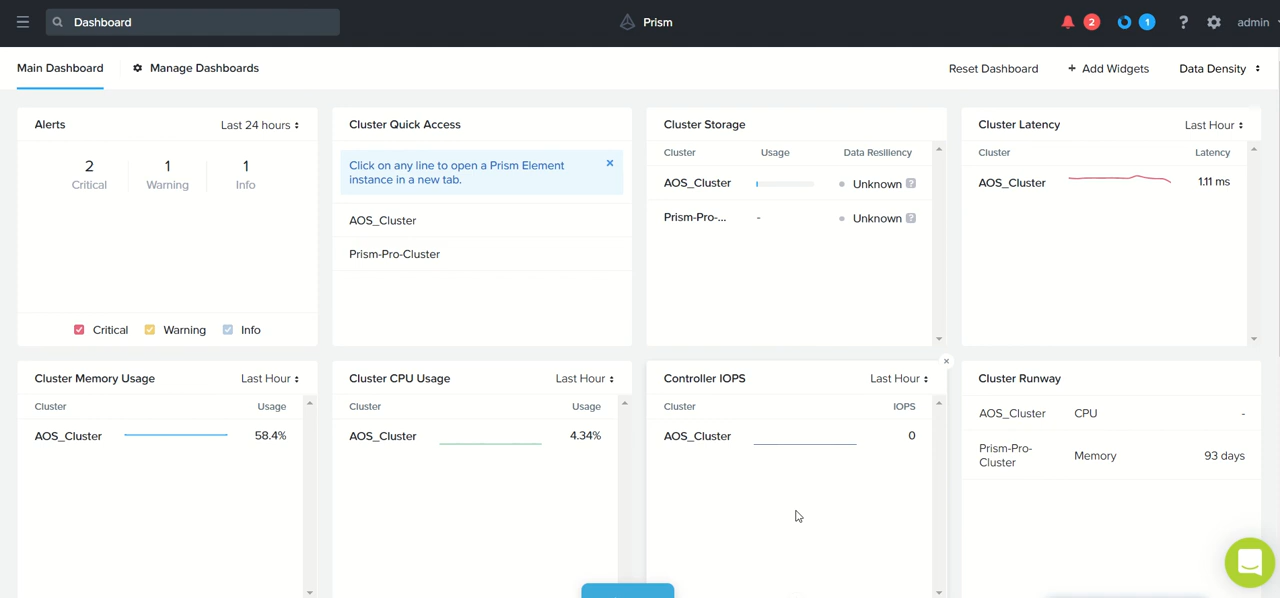 Dashboard
Prism
2
1
?
admin
Main Dashboard
Manage Dashboards
Reset Dashboard
+ Add Widgets
Data Density
Alerts
Last 24 hours
2
Critical
1
Warning
1
Info
Critical
Warning
Info
Cluster Quick Access
Click on any line to open a Prism Element
instance in a new tab.
AOS_Cluster
Prism-Pro-Cluster
Cluster Storage
Cluster Usage Data Resiliency
AOS_Cluster Unknown ?
Prism-Pro-... - Unknown ?
Cluster Latency
Last Hour
Cluster Latency
AOS_Cluster 1.11 ms
Cluster Memory Usage
Last Hour
Cluster Usage
AOS_Cluster 58.4%
Cluster CPU Usage
Last Hour
Cluster Usage
AOS_Cluster 4.34%
Controller IOPS
Last Hour
Cluster IOPS
AOS_Cluster 0
Cluster Runway
AOS_Cluster CPU -
Prism-Pro-
Cluster Memory 93 days